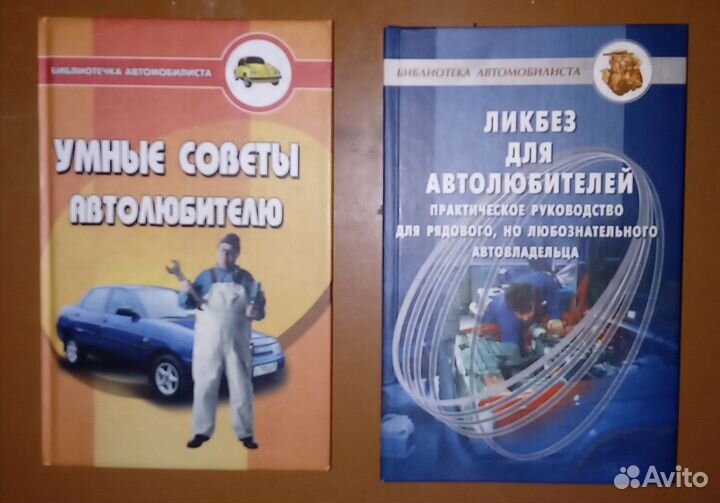 БИБЛИОТЕЧКА АВТОМОБИЛИСТА
УМНЫЕ СОВЕТЫ
АВТОЛЮБИТЕЛЮ
БИБЛИОТЕКА АВТОМОБИЛИСТА
ЛИКБЕЗ
ДЛЯ
АВТОЛЮБИТЕЛЕЙ
ПРАКТИЧЕСКОЕ РУКОВОДСТВО
ДЛЯ РЯДОВОГО, НО ЛЮБОЗНАТЕЛЬНОГО
АВТОВЛАДЕЛЬЦА
Avito